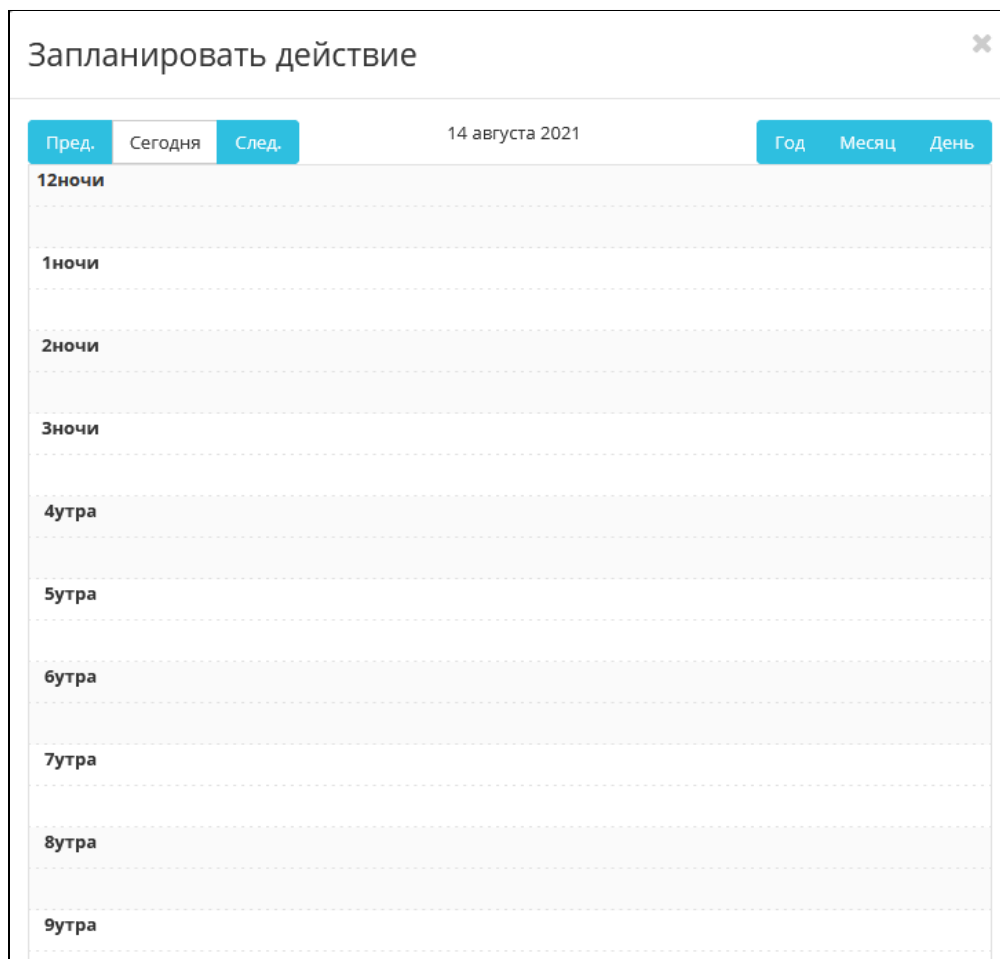 Запланировать действие ×
Пред. Сегодня След. 14 августа 2021 Год Месяц День
12ночи
1ночи
2ночи
3ночи
4утра
5утра
6утра
7утра
8утра
9утра